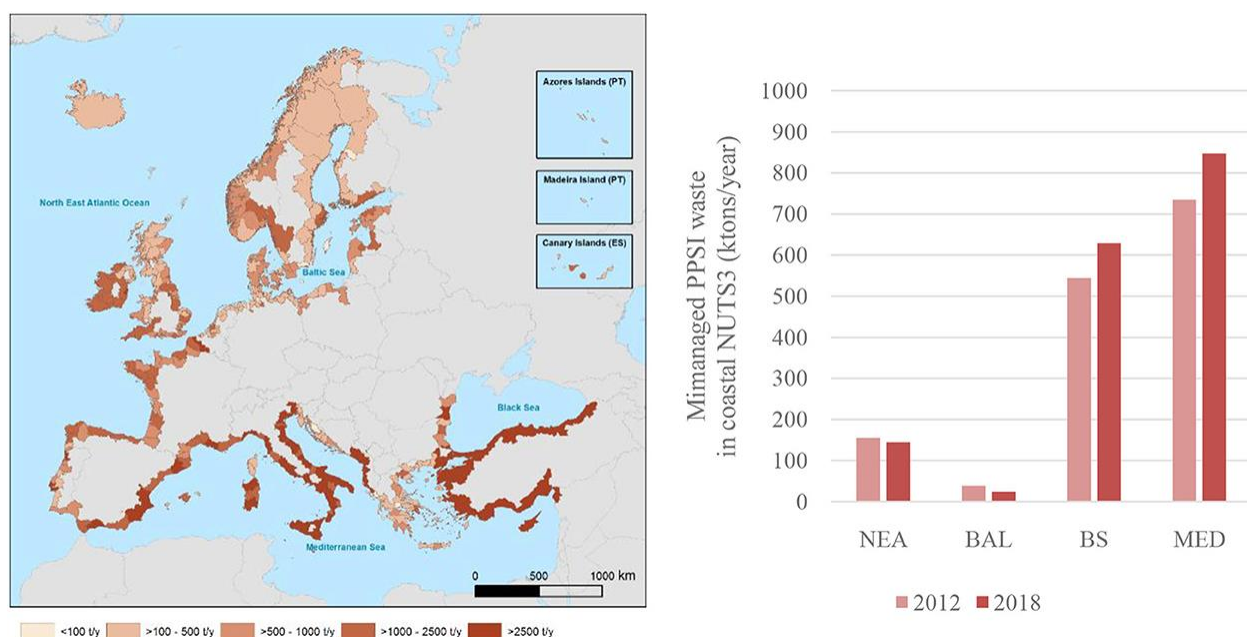 Azores Islands (PT)
Madeira Island (PT)
Canary Islands (ES)
North East Atlantic Ocean
Baltic Sea
Black Sea
Mediterranean Sea
0 500 1000 km
<100 t/y >100 - 500 t/y >500 - 1000 t/y >1000 - 2500 t/y >2500 t/y
Mimanaged PPSI waste
in coastal NUTS3 (ktons/year)
1000
900
800
700
600
500
400
300
200
100
0
NEA BAL BS MED
2012 2018